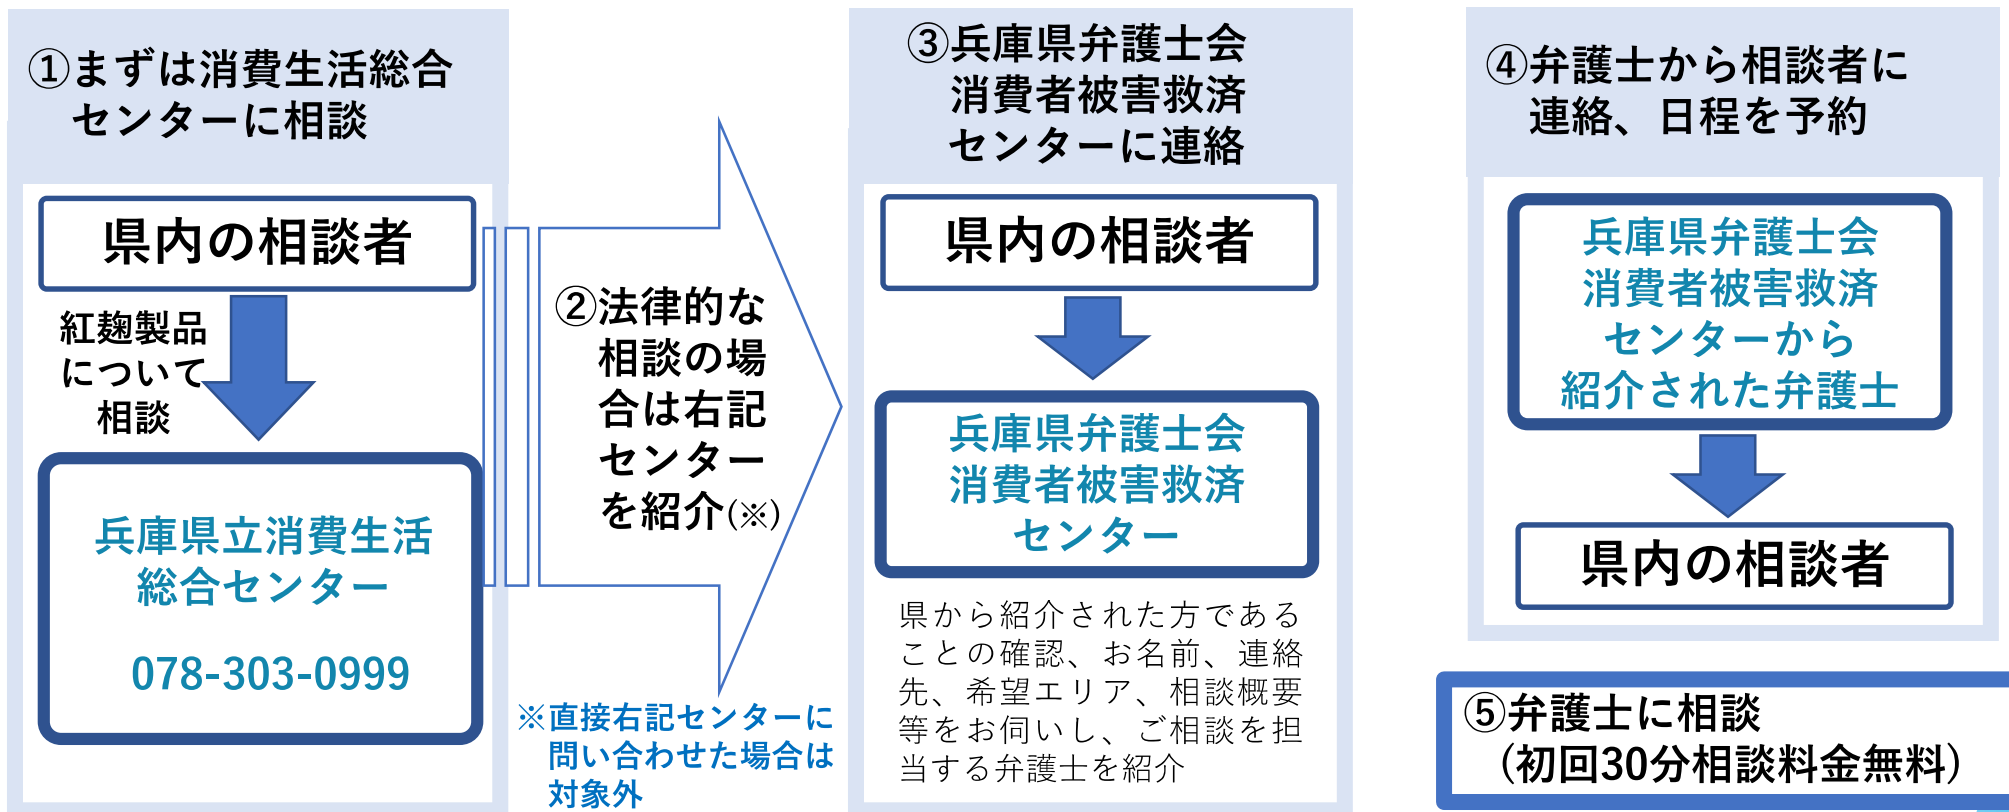 ①まずは消費生活総合
センターに相談
県内の相談者
紅麹製品
について
相談
兵庫県立消費生活
総合センター
078-303-0999
②法律的な
相談の場
合は右記
センター
を紹介(※)
※直接右記センターに
問い合わせた場合は
対象外
③兵庫県弁護士会
消費者被害救済
センターに連絡
県内の相談者
兵庫県弁護士会
消費者被害救済
センター
県から紹介された方である
ことの確認、お名前、連絡
先、希望エリア、相談概要
等をお伺いし、ご相談を担
当する弁護士を紹介
④弁護士から相談者に
連絡、日程を予約
兵庫県弁護士会
消費者被害救済
センターから
紹介された弁護士
県内の相談者
⑤弁護士に相談
(初回30分相談料金無料)